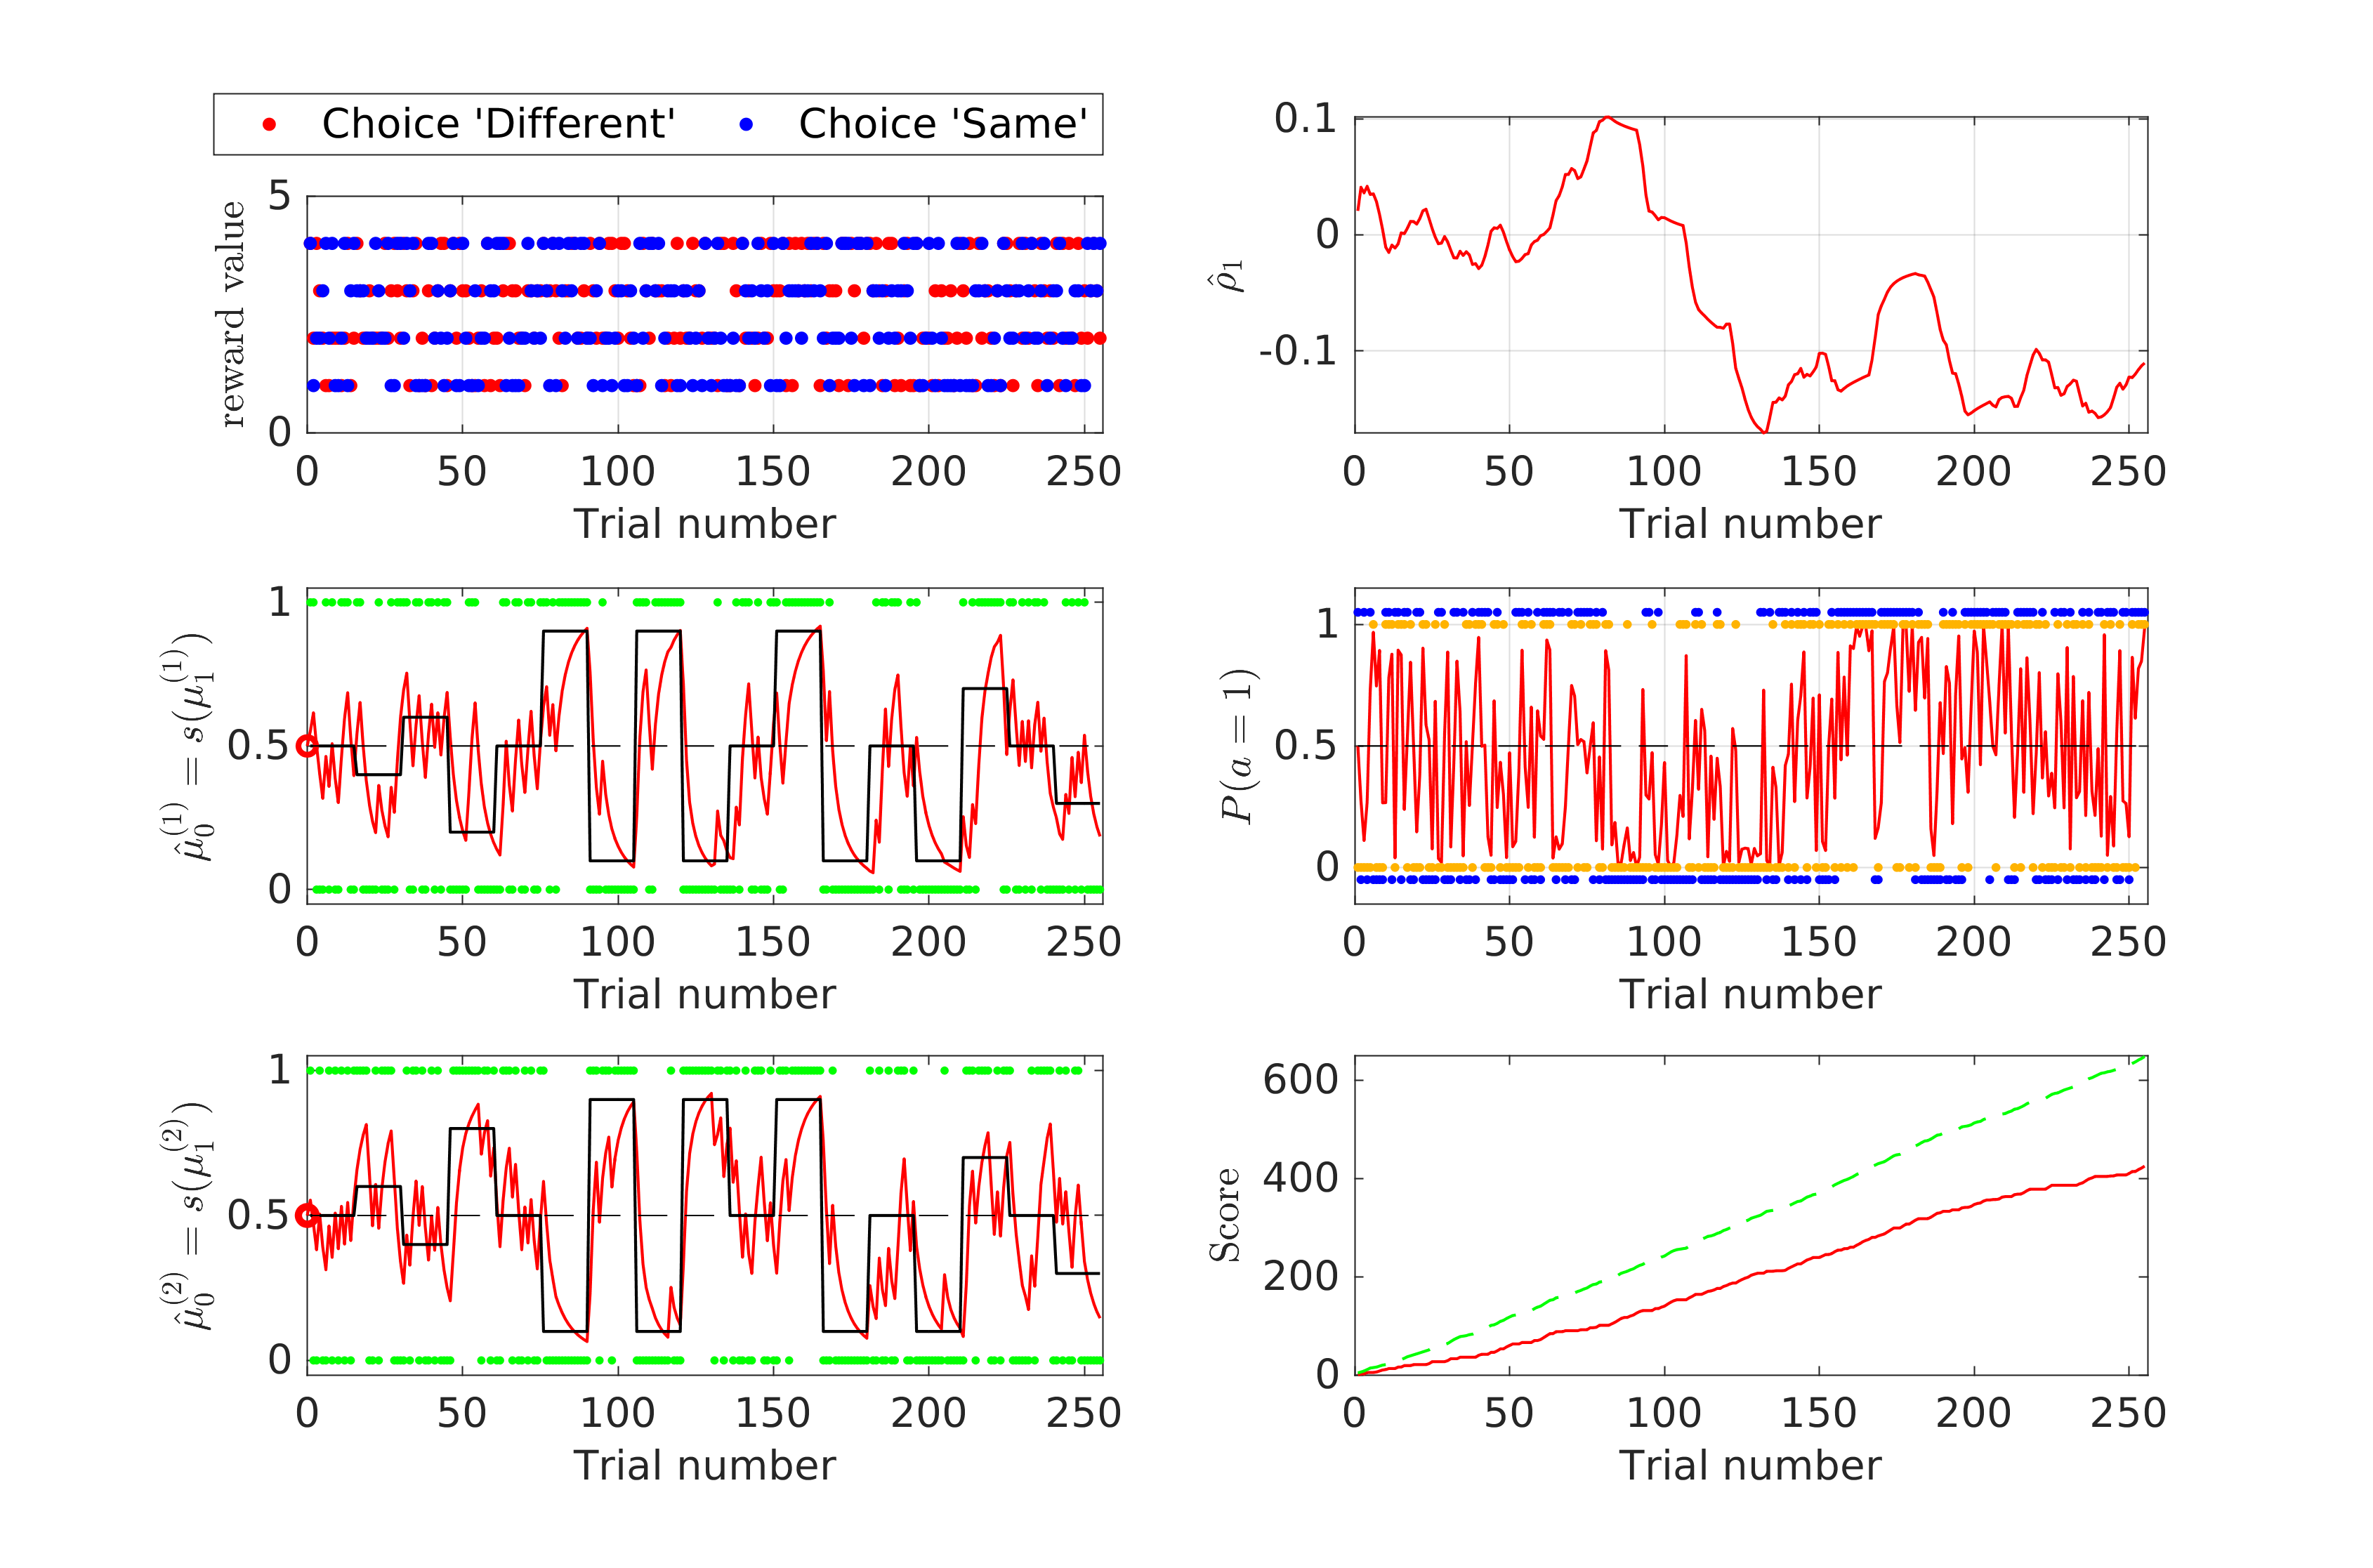 Choice 'Different' Choice 'Same'
reward value
5
0
0 50 100 150 200 250
Trial number
ρ̂₁
0.1
0
-0.1
0 50 100 150 200 250
Trial number
μ̂₀⁽¹⁾ = s(μ₁⁽¹⁾)
1
0.5
0
0 50 100 150 200 250
Trial number
P(a = 1)
1
0.5
0
0 50 100 150 200 250
Trial number
μ̂₀⁽²⁾ = s(μ₁⁽²⁾)
1
0.5
0
0 50 100 150 200 250
Trial number
Score
600
400
200
0
0 50 100 150 200 250
Trial number